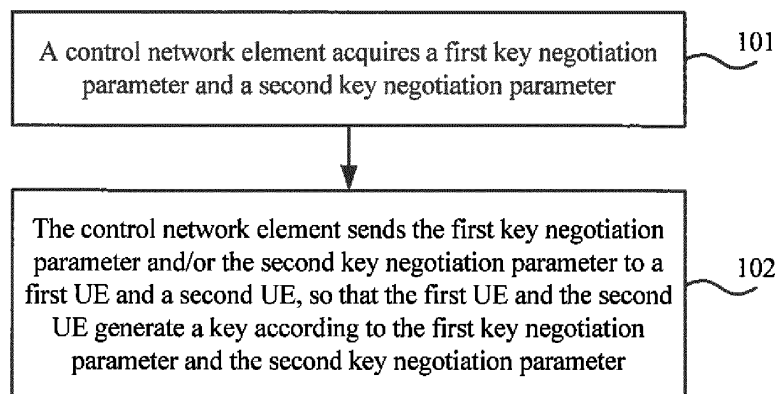 A control network element acquires a first key negotiation
parameter and a second key negotiation parameter
101
The control network element sends the first key negotiation
parameter and/or the second key negotiation parameter to a
first UE and a second UE, so that the first UE and the second
UE generate a key according to the first key negotiation
parameter and the second key negotiation parameter
102